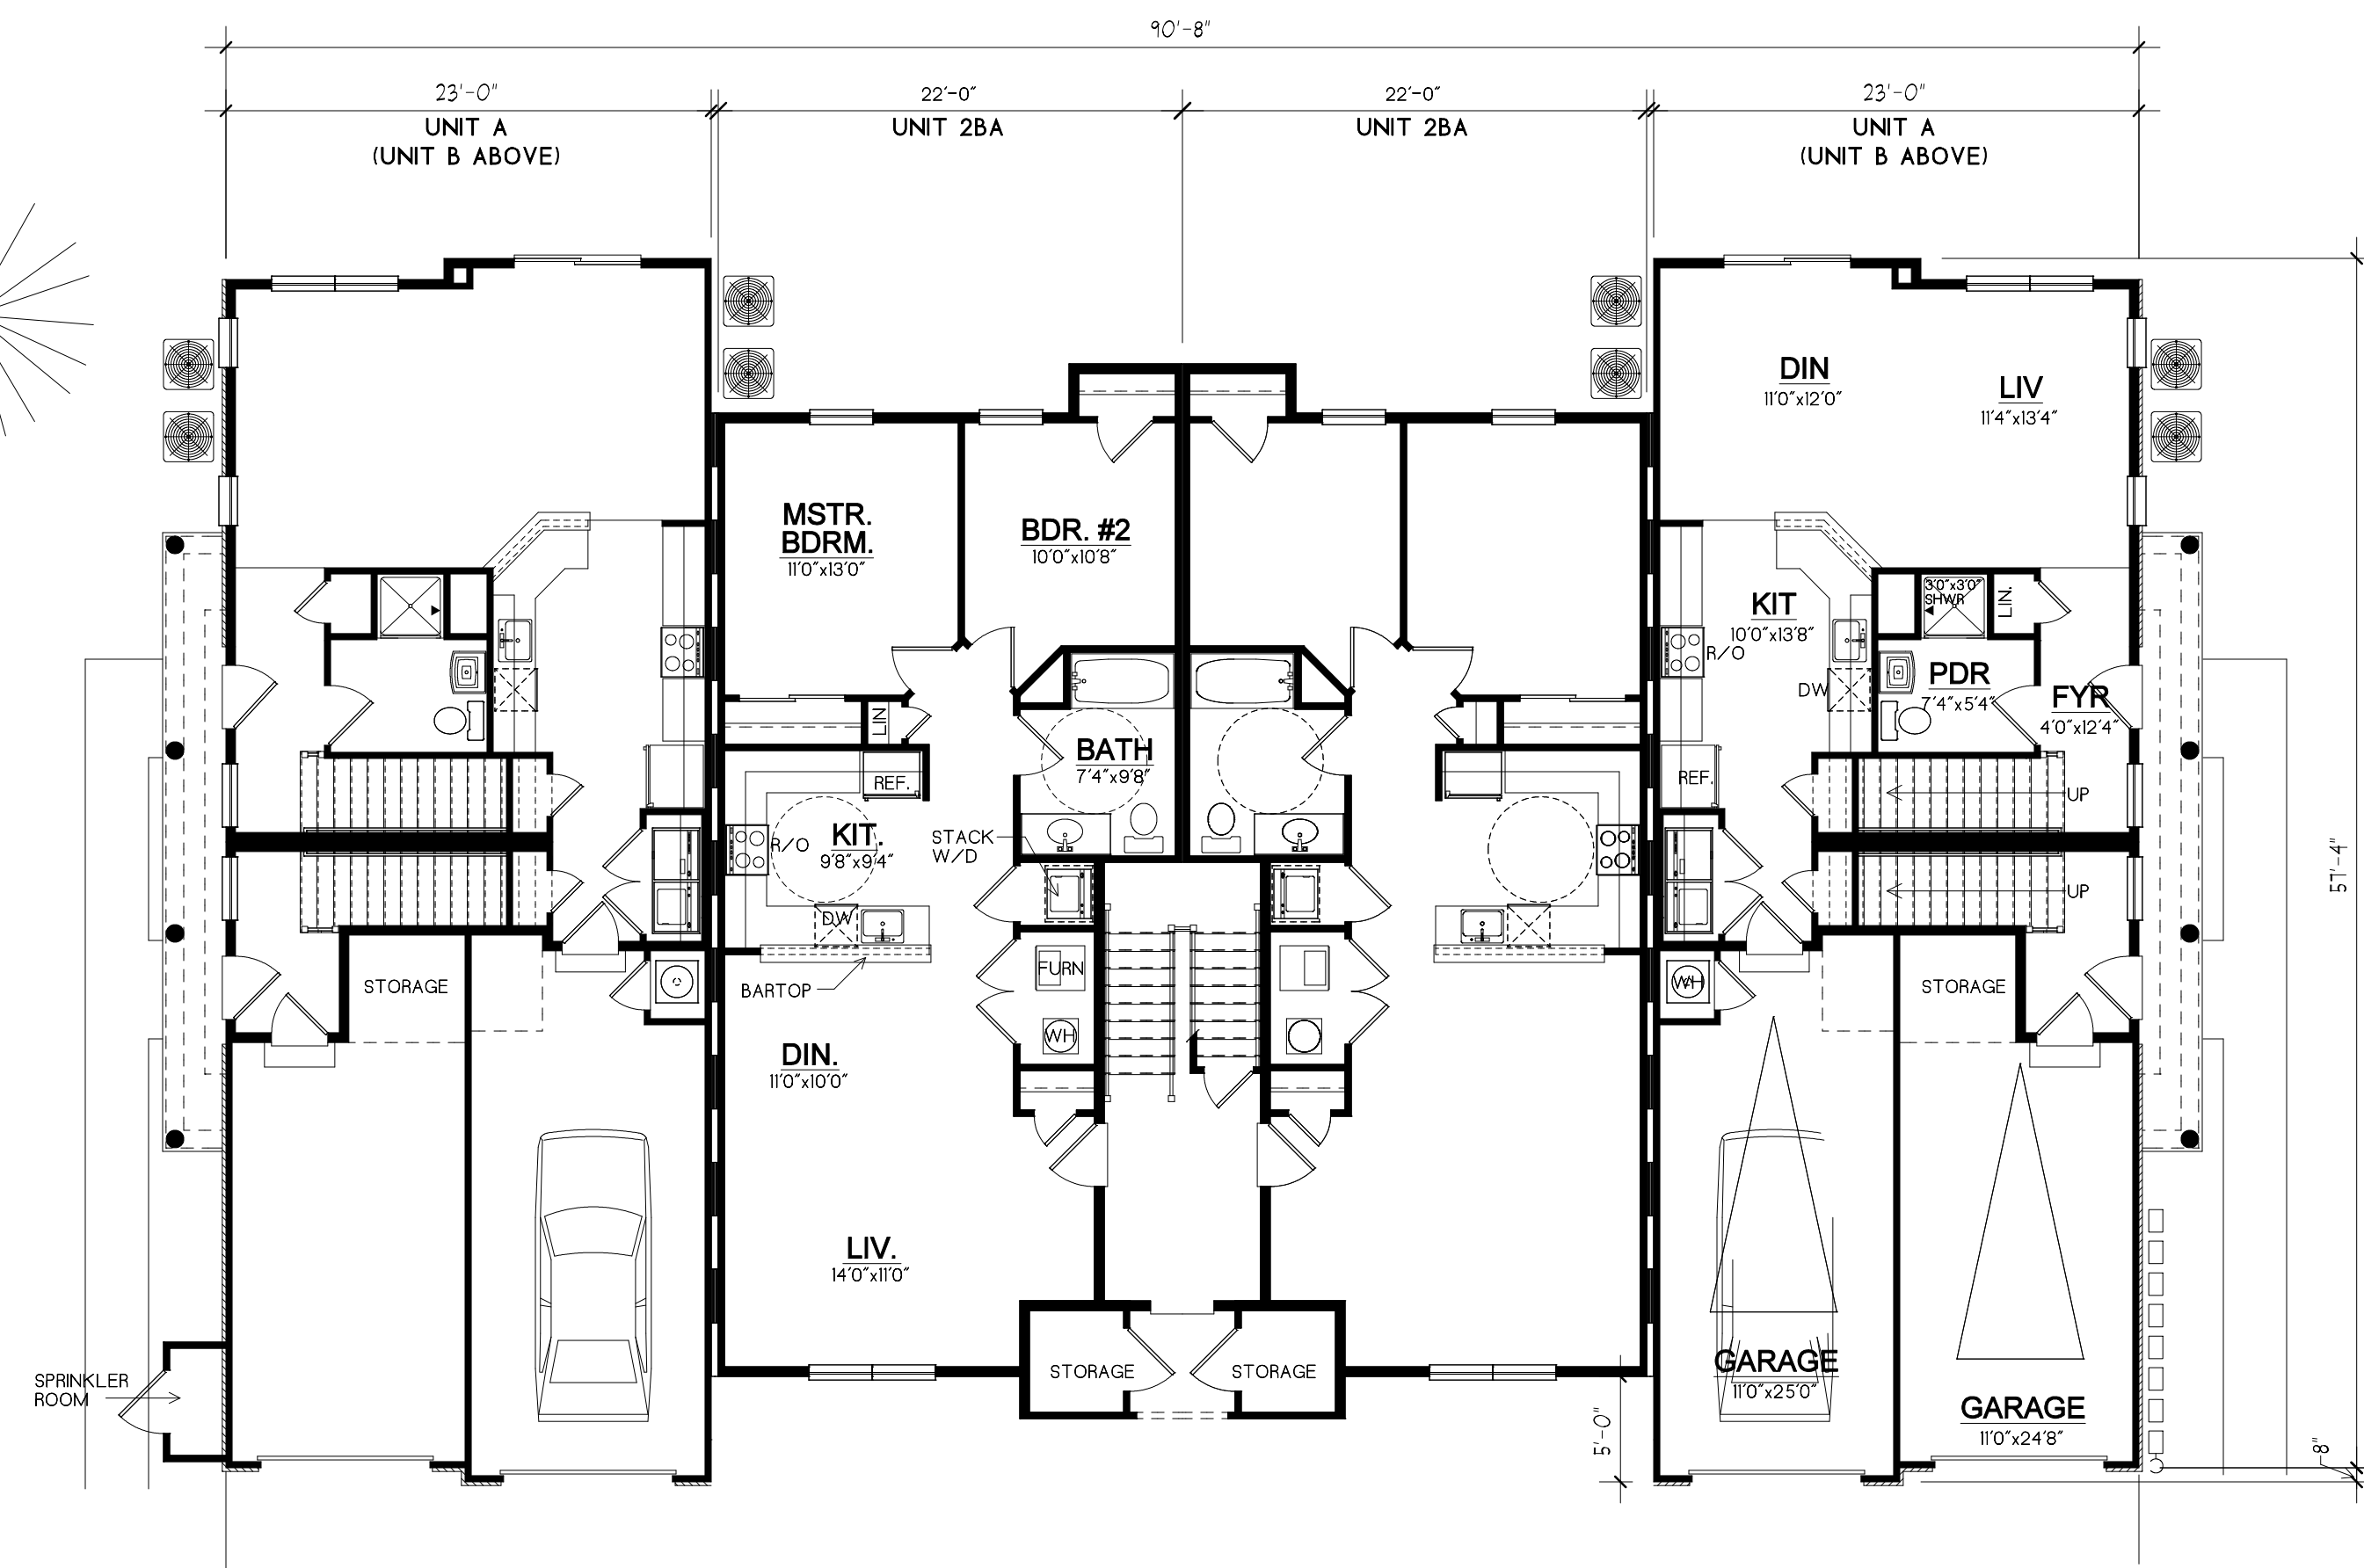 90'-8"
23'-0"
22'-0"
22'-0"
23'-0"
UNIT A
(UNIT B ABOVE)
UNIT 2BA
UNIT 2BA
UNIT A
(UNIT B ABOVE)
DIN
11'0"x12'0"
LIV
11'4"x13'4"
MSTR.
BDRM.
11'0"x13'0"
BDR. #2
10'0"x10'8"
3'0"x3'0"
SHWR
LIN.
KIT
10'0"x13'8"
R/O
DW
PDR
7'4"x5'4"
FYR
4'0"x12'4"
LIN
BATH
7'4"x9'8"
REF.
REF.
UP
STACK
W/D
KIT.
9'8"x9'4"
R/O
UP
57'-4"
DW
STORAGE
BARTOP
FURN
WH
WH
STORAGE
DIN.
11'0"x10'0"
LIV.
14'0"x11'0"
STORAGE
STORAGE
GARAGE
11'0"x25'0"
SPRINKLER
ROOM
GARAGE
11'0"x24'8"
5'-0"
8"